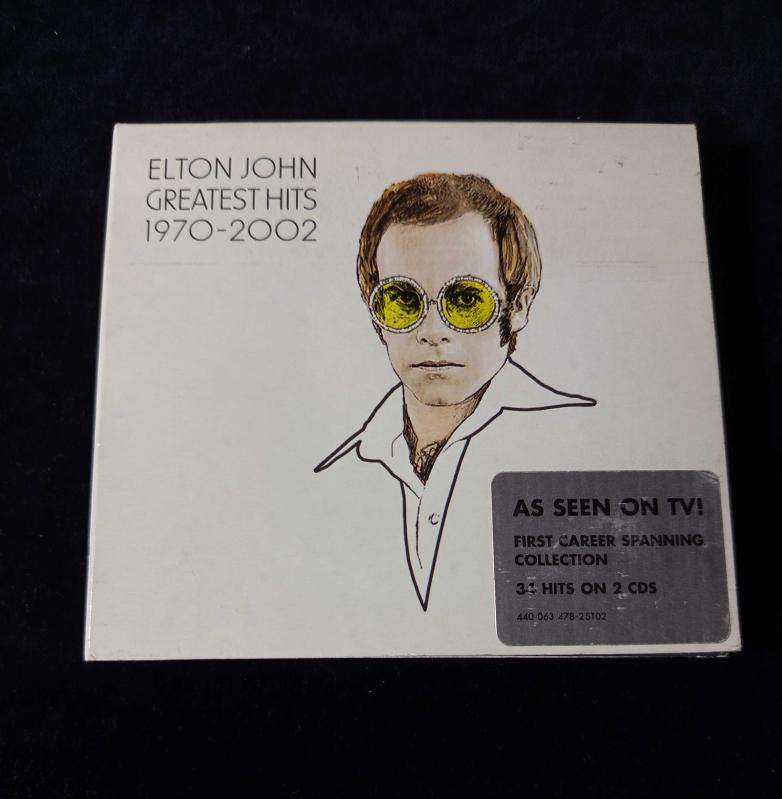 ELTON JOHN
GREATEST HITS
1970-2002
AS SEEN ON TV!
FIRST CAREER SPANNING
COLLECTION
34 HITS ON 2 CDS
440 063 478-25T02